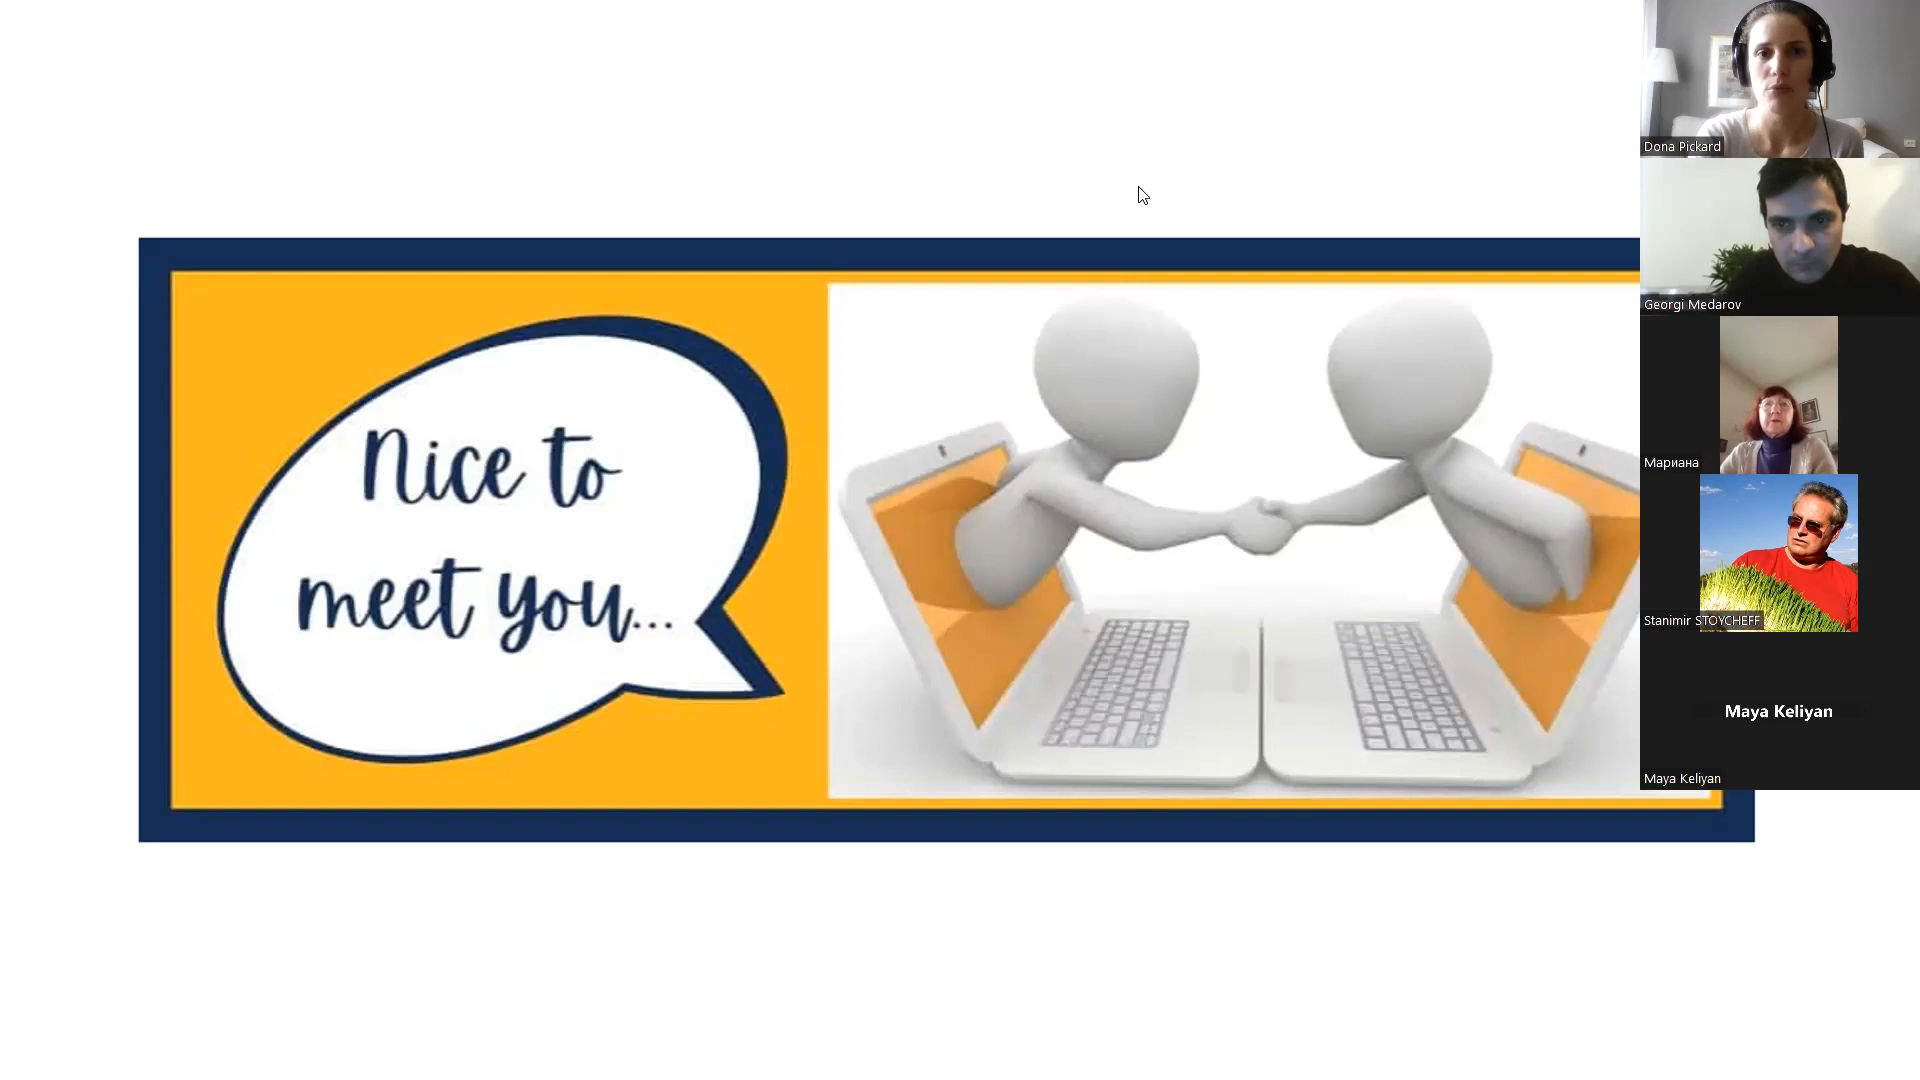 Nice to
meet you...
Dona Pickard
Georgi Medarov
Мариана
Stanimir STOYCHEFF
Maya Keliyan
Maya Keliyan